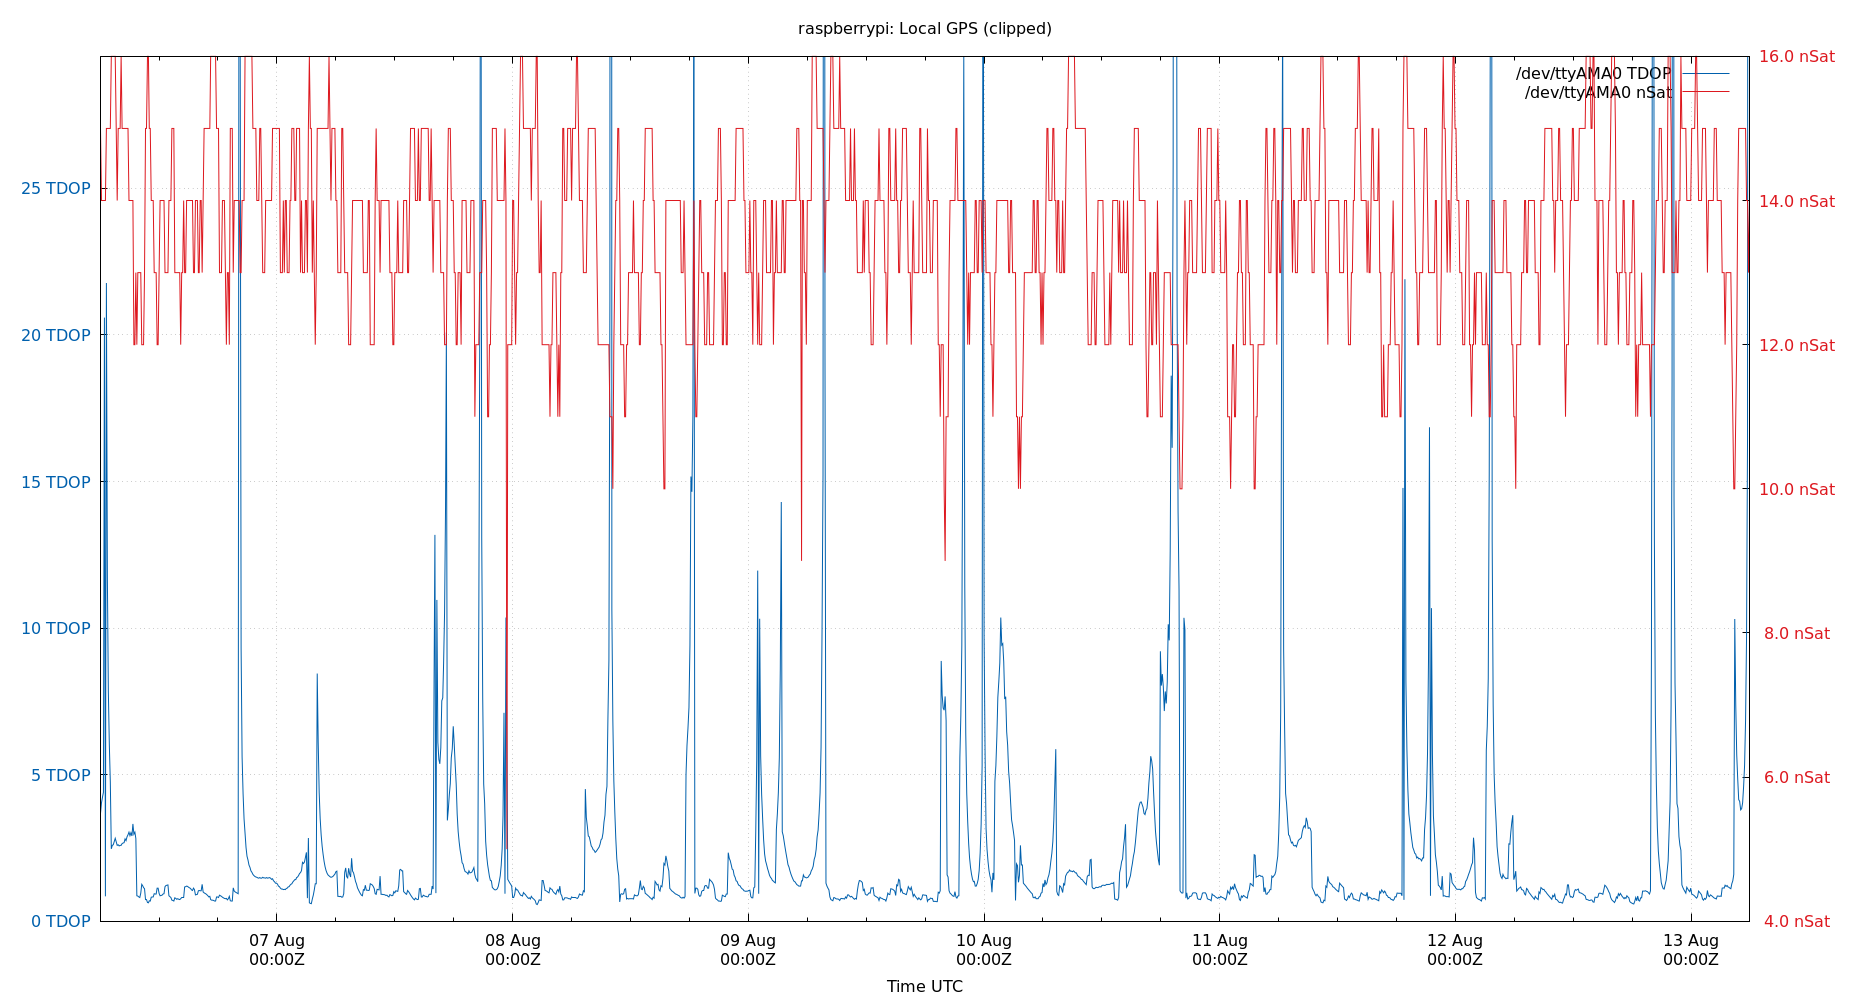 raspberrypi: Local GPS (clipped)
16.0 nSat
/dev/ttyAMA0 TDOP
/dev/ttyAMA0 nSat
25 TDOP
14.0 nSat
20 TDOP
12.0 nSat
15 TDOP
10.0 nSat
10 TDOP
8.0 nSat
5 TDOP
6.0 nSat
0 TDOP
4.0 nSat
07 Aug 08 Aug 09 Aug 10 Aug 11 Aug 12 Aug 13 Aug
00:00Z 00:00Z 00:00Z 00:00Z 00:00Z 00:00Z 00:00Z
Time UTC